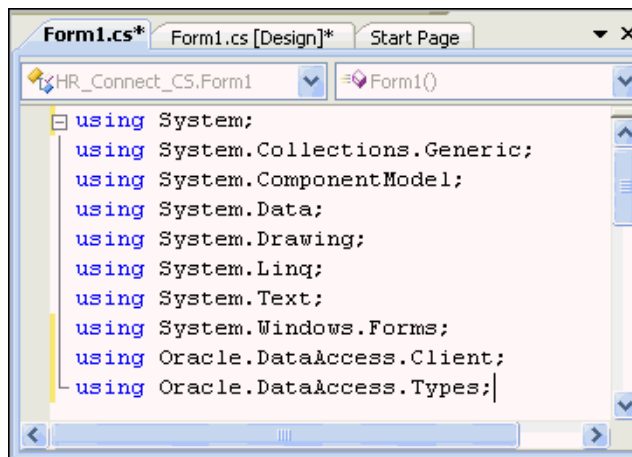 Form1.cs* Form1.cs [Design]* Start Page
HR_Connect_CS.Form1 Form1()
using System;
using System.Collections.Generic;
using System.ComponentModel;
using System.Data;
using System.Drawing;
using System.Linq;
using System.Text;
using System.Windows.Forms;
using Oracle.DataAccess.Client;
using Oracle.DataAccess.Types;